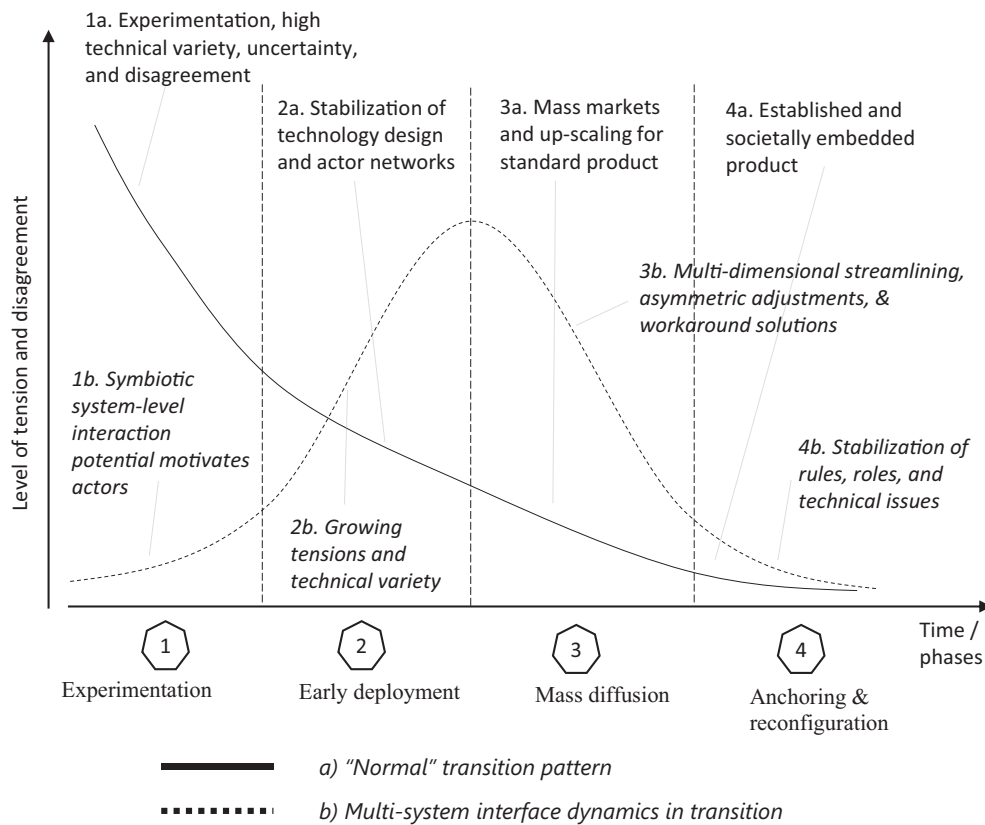 1a. Experimentation, high
technical variety, uncertainty,
and disagreement
2a. Stabilization of
technology design
and actor networks
3a. Mass markets
and up-scaling for
standard product
4a. Established and
societally embedded
product
Level of tension and disagreement
3b. Multi-dimensional streamlining,
asymmetric adjustments, &
workaround solutions
1b. Symbiotic
system-level
interaction
potential motivates
actors
2b. Growing
tensions and
technical variety
4b. Stabilization of
rules, roles, and
technical issues
1
2
3
4
Time /
phases
Experimentation
Early deployment
Mass diffusion
Anchoring &
reconfiguration
a) "Normal" transition pattern
b) Multi-system interface dynamics in transition